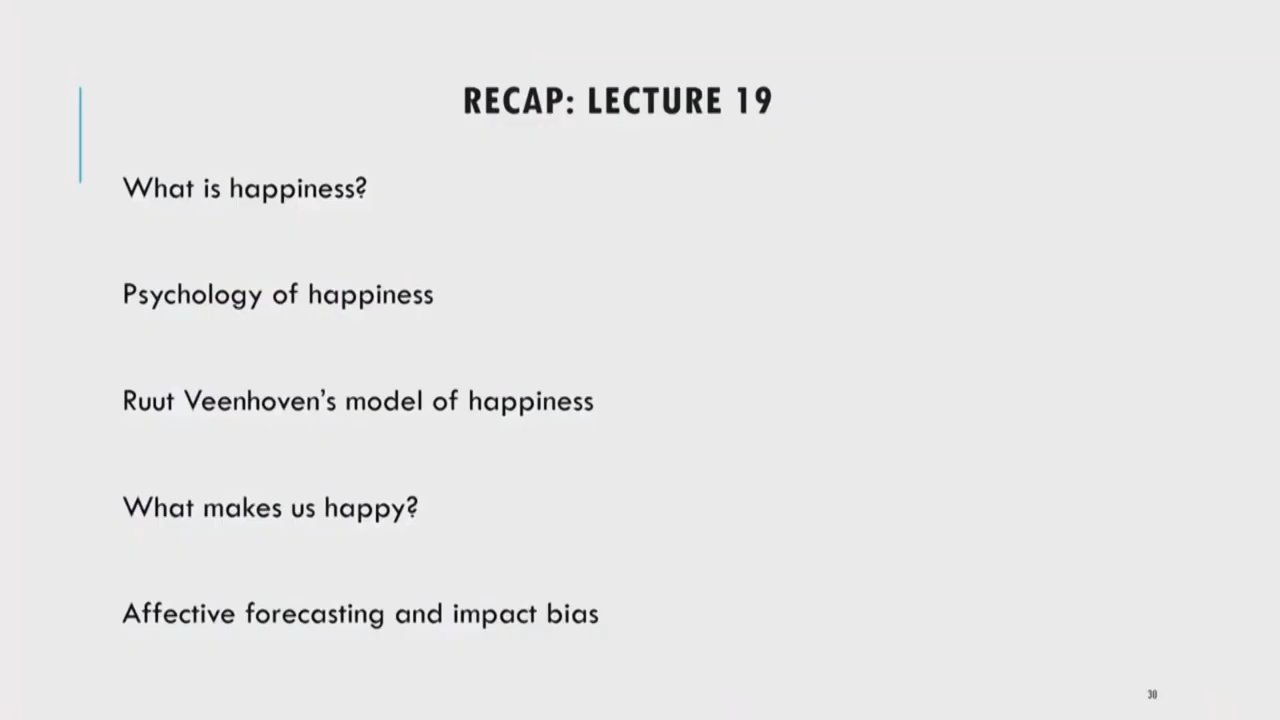 RECAP: LECTURE 19
What is happiness?
Psychology of happiness
Ruut Veenhoven’s model of happiness
What makes us happy?
Affective forecasting and impact bias
30